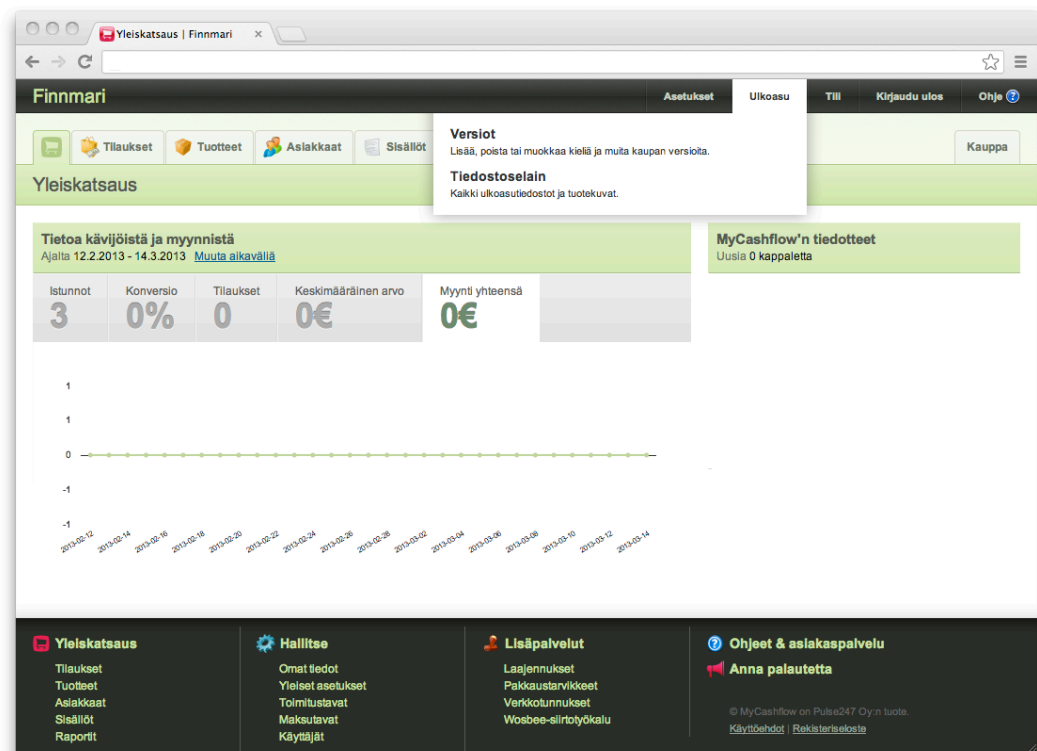 Yleiskatsaus | Finnmari
Finnmari
Asetukset
Ulkoasu
Tili
Kirjaudu ulos
Ohje
Versiot
Lisää, poista tai muokkaa kieliä ja muita kaupan versioita.
Tiedostoselain
Kaikki ulkoasutiedostot ja tuotekuvat.
Tilaukset
Tuotteet
Asiakkaat
Sisällöt
Kauppa
Yleiskatsaus
Tietoa kävijöistä ja myynnistä
Ajalta 12.2.2013 - 14.3.2013 Muuta aikaväliä
MyCashflow'n tiedotteet
Uusia 0 kappaletta
Istunnot
3
Konversio
0%
Tilaukset
0
Keskimääräinen arvo
0€
Myynti yhteensä
0€
1
1
0
-1
-1
2013-02-12
2013-02-14
2013-02-16
2013-02-18
2013-02-20
2013-02-22
2013-02-24
2013-02-26
2013-02-28
2013-03-02
2013-03-04
2013-03-06
2013-03-08
2013-03-10
2013-03-12
2013-03-14
Yleiskatsaus
Tilaukset
Tuotteet
Asiakkaat
Sisällöt
Raportit
Hallitse
Omat tiedot
Yleiset asetukset
Toimitustavat
Maksutavat
Käyttäjät
Lisäpalvelut
Laajennukset
Pakkaustarvikkeet
Verkkotunnukset
Wosbee-siirtotyökalu
Ohjeet & asiakaspalvelu
Anna palautetta
© MyCashflow on Pulse247 Oy:n tuote.
Käyttöehdot | Rekisteriseloste